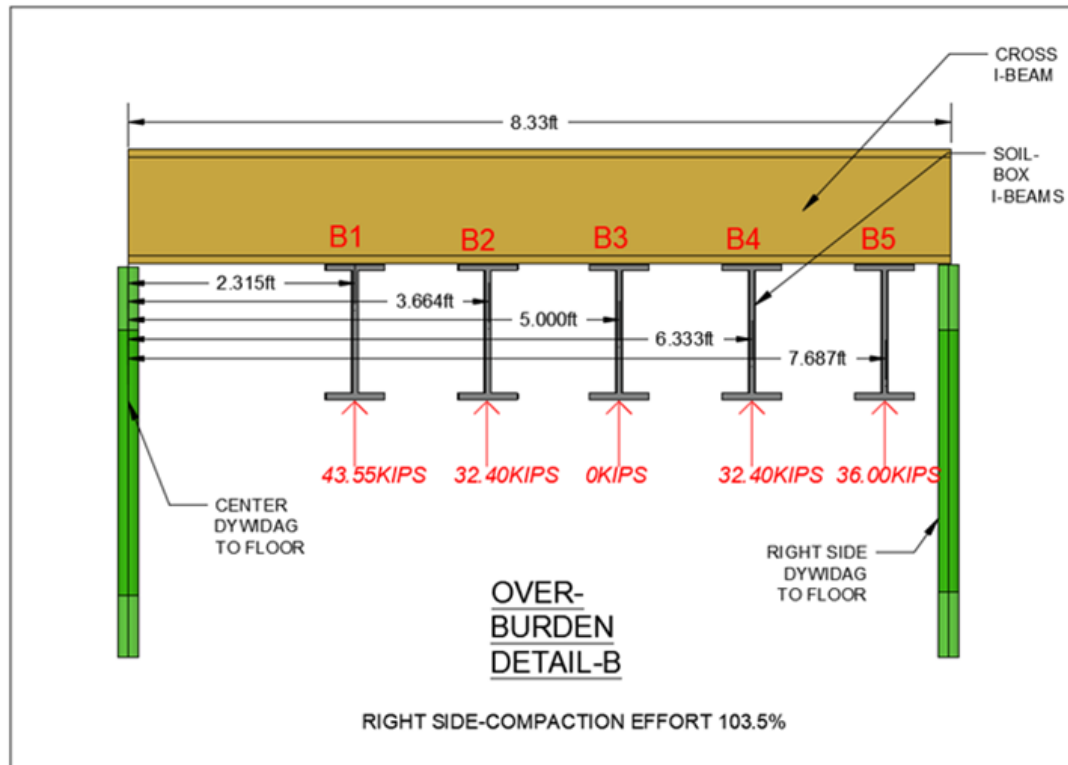 CROSS
I-BEAM
8.33ft
SOIL-
BOX
I-BEAMS
B1
B2
B3
B4
B5
2.315ft
3.664ft
5.000ft
6.333ft
7.687ft
43.55KIPS
32.40KIPS
0KIPS
32.40KIPS
36.00KIPS
CENTER
DYWIDAG
TO FLOOR
RIGHT SIDE
DYWIDAG
TO FLOOR
OVER-
BURDEN
DETAIL-B
RIGHT SIDE-COMPACTION EFFORT 103.5%